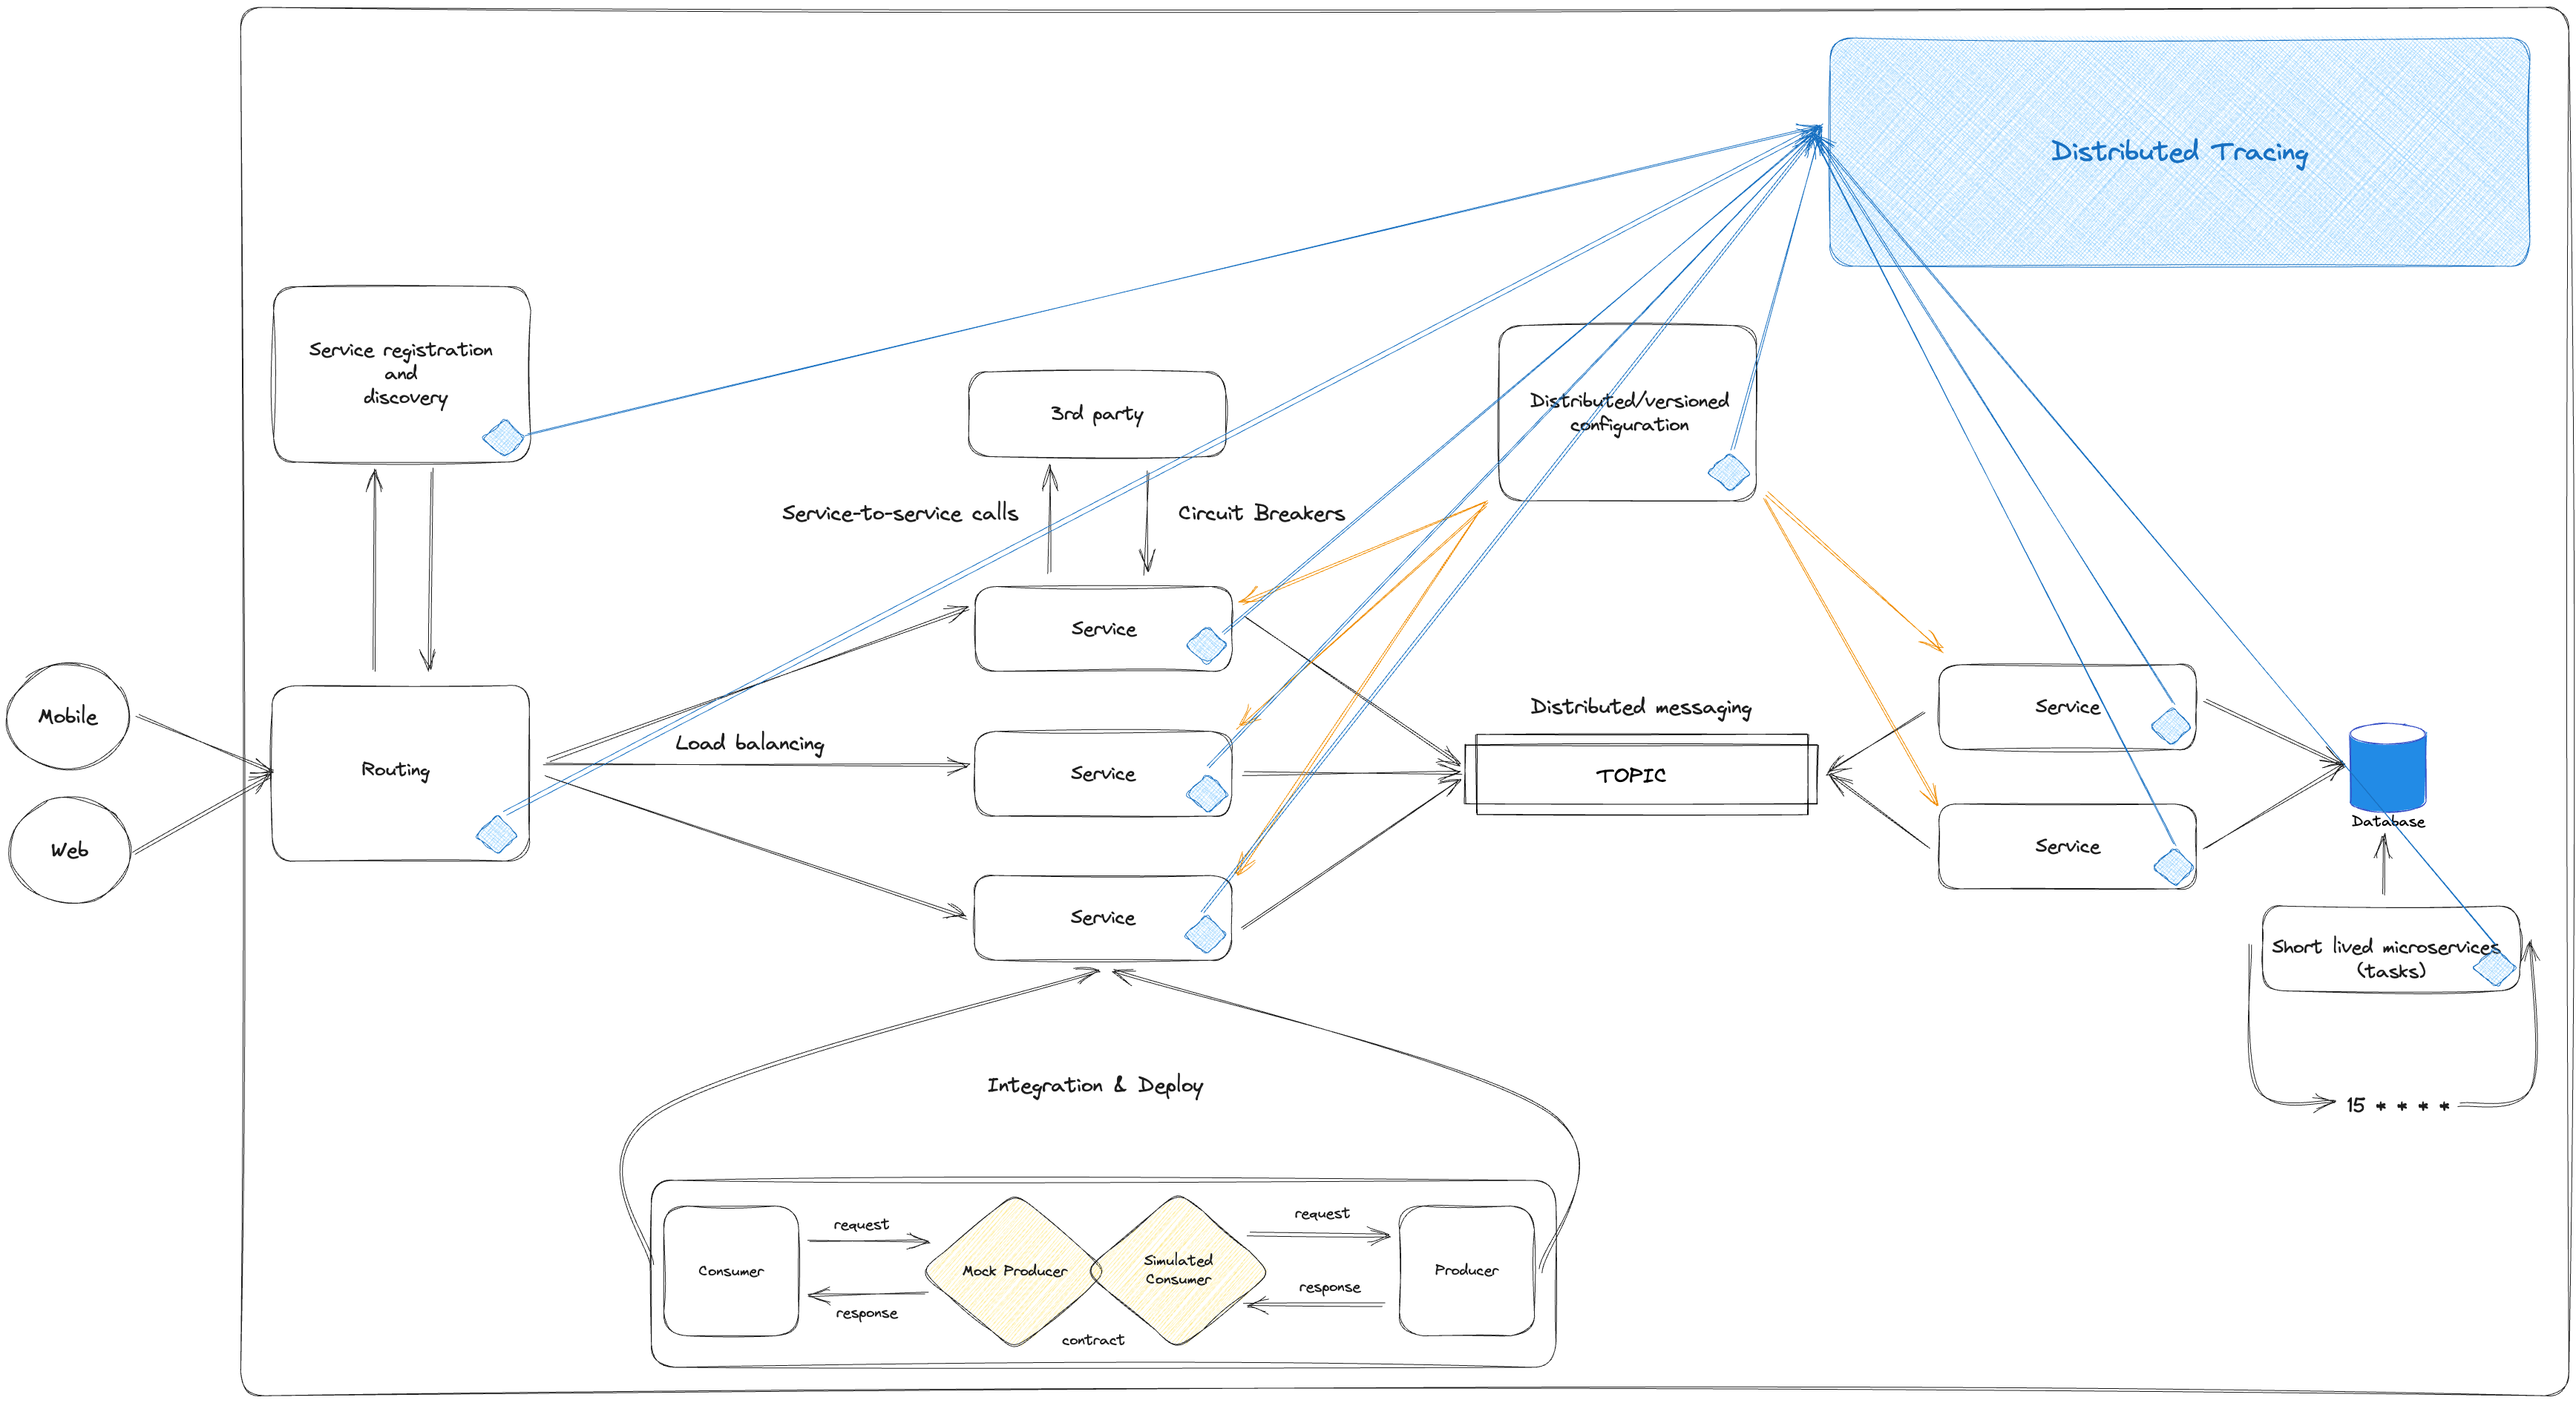 Distributed Tracing
Service registration
and
discovery
3rd party
Distributed/versioned
configuration
Service-to-service calls
Circuit Breakers
Service
Mobile
Web
Routing
Load balancing
Service
Service
Distributed messaging
TOPIC
Service
Service
Database
Short lived microservices
(tasks)
15 * * * *
Integration & Deploy
Consumer
request
response
Mock Producer
Simulated
Consumer
contract
request
response
Producer